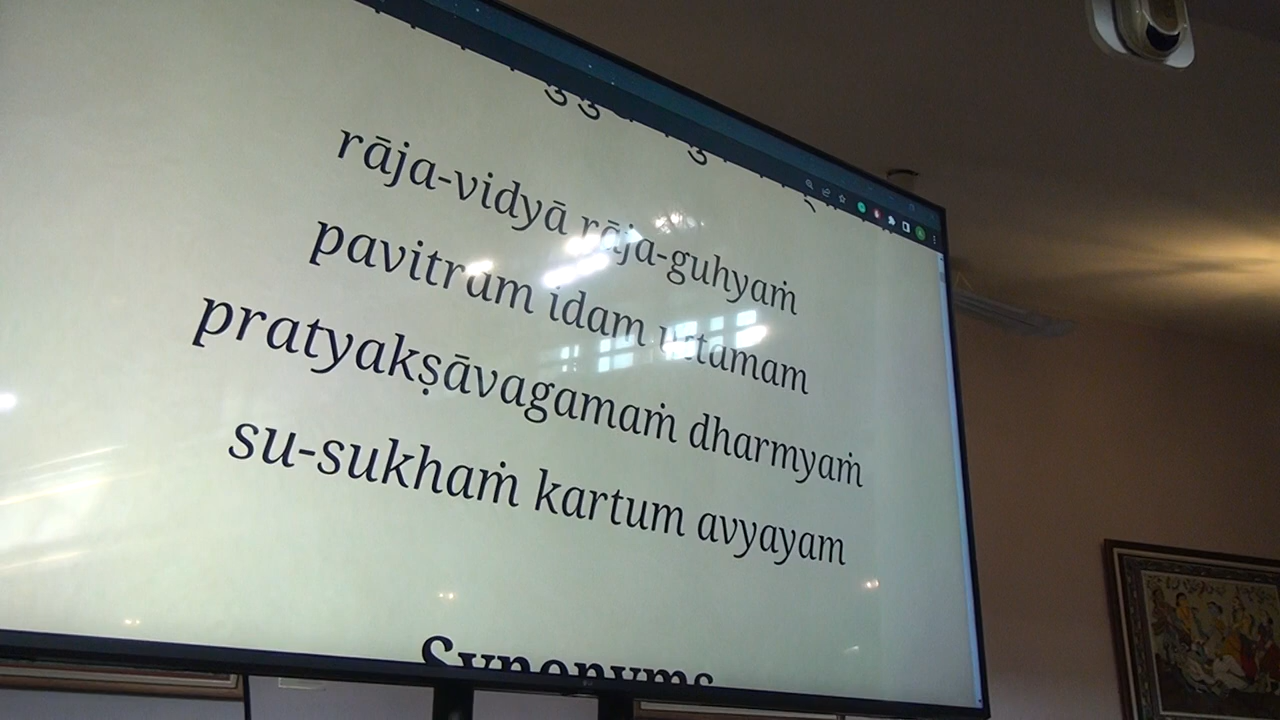 rāja-vidyā rāja-guhyaṁ
pavitram idam uttamam
pratyakṣāvagamaṁ dharmyaṁ
su-sukhaṁ kartum avyayam
Synonyms